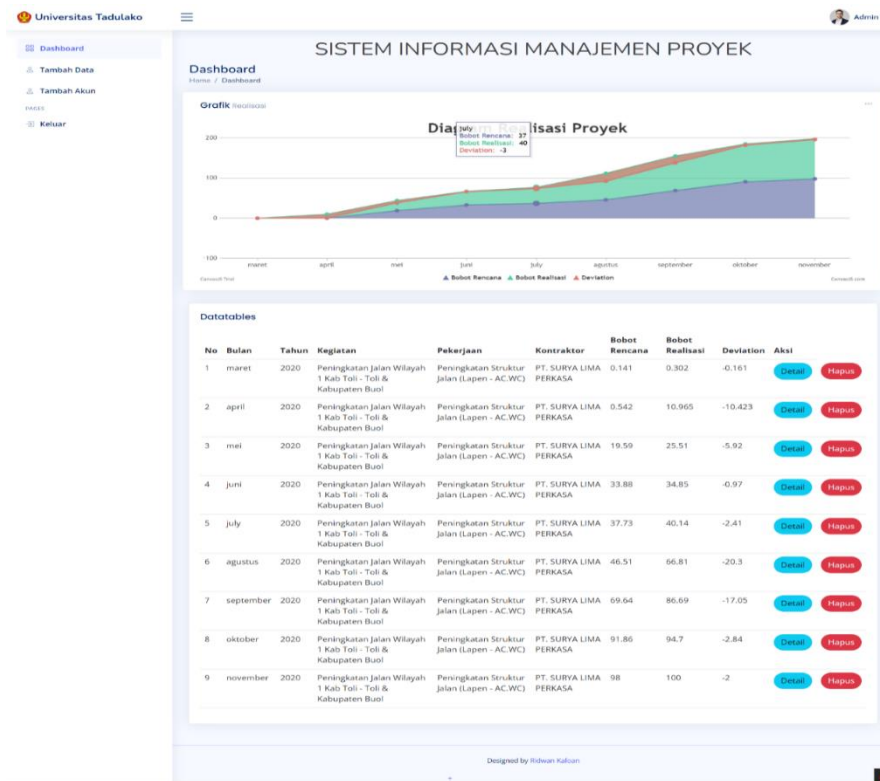 Universitas Tadulako
Admin
Dashboard
Tambah Data
Tambah Akun
PAGES
Keluar
SISTEM INFORMASI MANAJEMEN PROYEK
Dashboard
Home / Dashboard
Grafik Realisasi
Diagram Realisasi Proyek
july
Bobot Rencana: 37
Bobot Realisasi: 40
Deviation: -3
200
100
0
-100
maret april mei juni july agustus september oktober november
Bobot Rencana Bobot Realisasi Deviation
CanvasJS Trial
CanvasJS.com
Datatables
No Bulan Tahun Kegiatan Pekerjaan Kontraktor Bobot Rencana Bobot Realisasi Deviation Aksi
1 maret 2020 Peningkatan Jalan Wilayah Peningkatan Struktur PT. SURYA LIMA 0.141 0.302 -0.161 Detail Hapus
1 Kab Toli - Toli & Jalan (Lapen - AC.WC) PERKASA
Kabupaten Buol
2 april 2020 Peningkatan Jalan Wilayah Peningkatan Struktur PT. SURYA LIMA 0.542 10.965 -10.423 Detail Hapus
1 Kab Toli - Toli & Jalan (Lapen - AC.WC) PERKASA
Kabupaten Buol
3 mei 2020 Peningkatan Jalan Wilayah Peningkatan Struktur PT. SURYA LIMA 19.59 25.51 -5.92 Detail Hapus
1 Kab Toli - Toli & Jalan (Lapen - AC.WC) PERKASA
Kabupaten Buol
4 juni 2020 Peningkatan Jalan Wilayah Peningkatan Struktur PT. SURYA LIMA 33.88 34.85 -0.97 Detail Hapus
1 Kab Toli - Toli & Jalan (Lapen - AC.WC) PERKASA
Kabupaten Buol
5 july 2020 Peningkatan Jalan Wilayah Peningkatan Struktur PT. SURYA LIMA 37.73 40.14 -2.41 Detail Hapus
1 Kab Toli - Toli & Jalan (Lapen - AC.WC) PERKASA
Kabupaten Buol
6 agustus 2020 Peningkatan Jalan Wilayah Peningkatan Struktur PT. SURYA LIMA 46.51 66.81 -20.3 Detail Hapus
1 Kab Toli - Toli & Jalan (Lapen - AC.WC) PERKASA
Kabupaten Buol
7 september 2020 Peningkatan Jalan Wilayah Peningkatan Struktur PT. SURYA LIMA 69.64 86.69 -17.05 Detail Hapus
1 Kab Toli - Toli & Jalan (Lapen - AC.WC) PERKASA
Kabupaten Buol
8 oktober 2020 Peningkatan Jalan Wilayah Peningkatan Struktur PT. SURYA LIMA 91.86 94.7 -2.84 Detail Hapus
1 Kab Toli - Toli & Jalan (Lapen - AC.WC) PERKASA
Kabupaten Buol
9 november 2020 Peningkatan Jalan Wilayah Peningkatan Struktur PT. SURYA LIMA 98 100 -2 Detail Hapus
1 Kab Toli - Toli & Jalan (Lapen - AC.WC) PERKASA
Kabupaten Buol
Designed by Ridwan